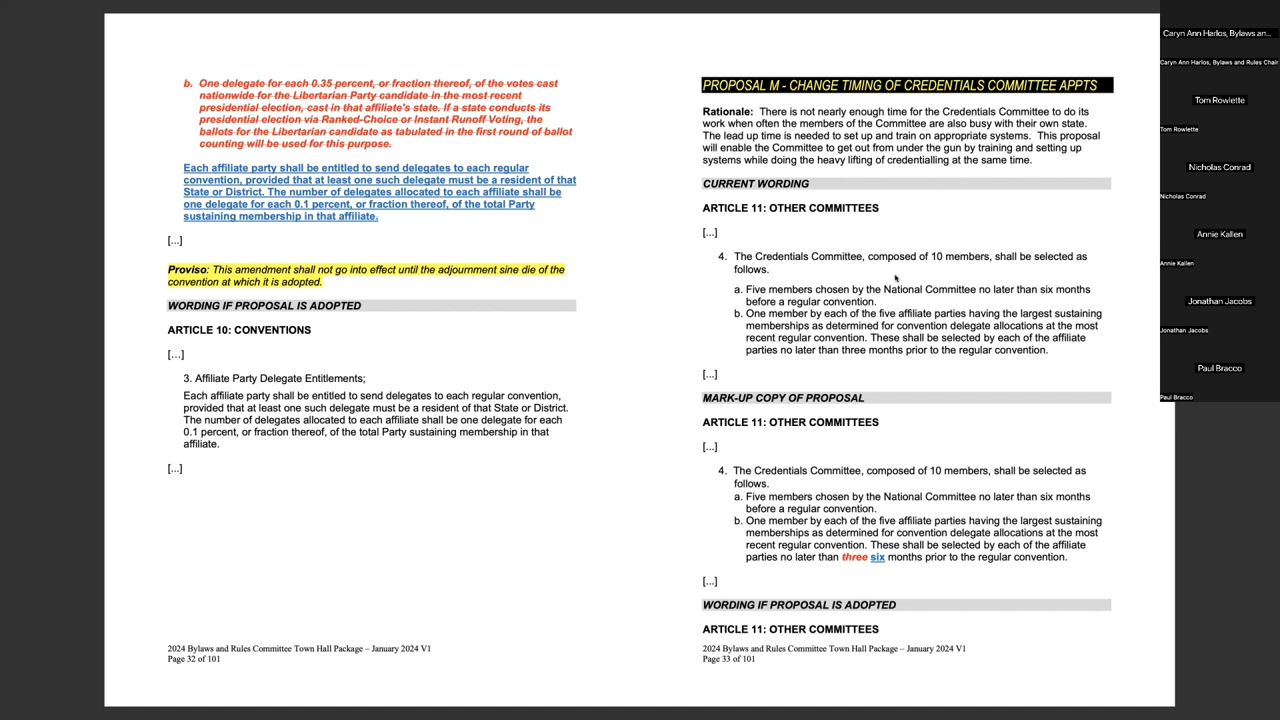 b. One delegate for each 0.35 percent, or fraction thereof, of the votes cast
nationwide for the Libertarian Party candidate in the most recent
presidential election, cast in that affiliate's state. If a state conducts its
presidential election via Ranked-Choice or Instant Runoff Voting, the
ballots for the Libertarian candidate as tabulated in the first round of ballot
counting will be used for this purpose.
Each affiliate party shall be entitled to send delegates to each regular
convention, provided that at least one such delegate must be a resident of that
State or District. The number of delegates allocated to each affiliate shall be
one delegate for each 0.1 percent, or fraction thereof, of the total Party
sustaining membership in that affiliate.
[...]
Proviso: This amendment shall not go into effect until the adjournment sine die of the
convention at which it is adopted.
WORDING IF PROPOSAL IS ADOPTED
ARTICLE 10: CONVENTIONS
[…]
3. Affiliate Party Delegate Entitlements;
Each affiliate party shall be entitled to send delegates to each regular convention,
provided that at least one such delegate must be a resident of that State or District.
The number of delegates allocated to each affiliate shall be one delegate for each
0.1 percent, or fraction thereof, of the total Party sustaining membership in that
affiliate.
[...]
2024 Bylaws and Rules Committee Town Hall Package – January 2024 V1
Page 32 of 101
PROPOSAL M - CHANGE TIMING OF CREDENTIALS COMMITTEE APPTS
Rationale: There is not nearly enough time for the Credentials Committee to do its
work when often the members of the Committee are also busy with their own state.
The lead up time is needed to set up and train on appropriate systems. This proposal
will enable the Committee to get out from under the gun by training and setting up
systems while doing the heavy lifting of credentialling at the same time.
CURRENT WORDING
ARTICLE 11: OTHER COMMITTEES
[...]
4. The Credentials Committee, composed of 10 members, shall be selected as
follows.
a. Five members chosen by the National Committee no later than six months
before a regular convention.
b. One member by each of the five affiliate parties having the largest sustaining
memberships as determined for convention delegate allocations at the most
recent regular convention. These shall be selected by each of the affiliate
parties no later than three months prior to the regular convention.
[...]
MARK-UP COPY OF PROPOSAL
ARTICLE 11: OTHER COMMITTEES
[...]
4. The Credentials Committee, composed of 10 members, shall be selected as
follows.
a. Five members chosen by the National Committee no later than six months
before a regular convention.
b. One member by each of the five affiliate parties having the largest sustaining
memberships as determined for convention delegate allocations at the most
recent regular convention. These shall be selected by each of the affiliate
parties no later than three six months prior to the regular convention.
[...]
WORDING IF PROPOSAL IS ADOPTED
ARTICLE 11: OTHER COMMITTEES
2024 Bylaws and Rules Committee Town Hall Package – January 2024 V1
Page 33 of 101
Caryn Ann Harlos, Bylaws an...
Caryn Ann Harlos, Bylaws and Rules Chair
Tom Rowlette
Tom Rowlette
Nicholas Conrad
Nicholas Conrad
Annie Kallen
Annie Kallen
Jonathan Jacobs
Jonathan Jacobs
Paul Bracco
Paul Bracco